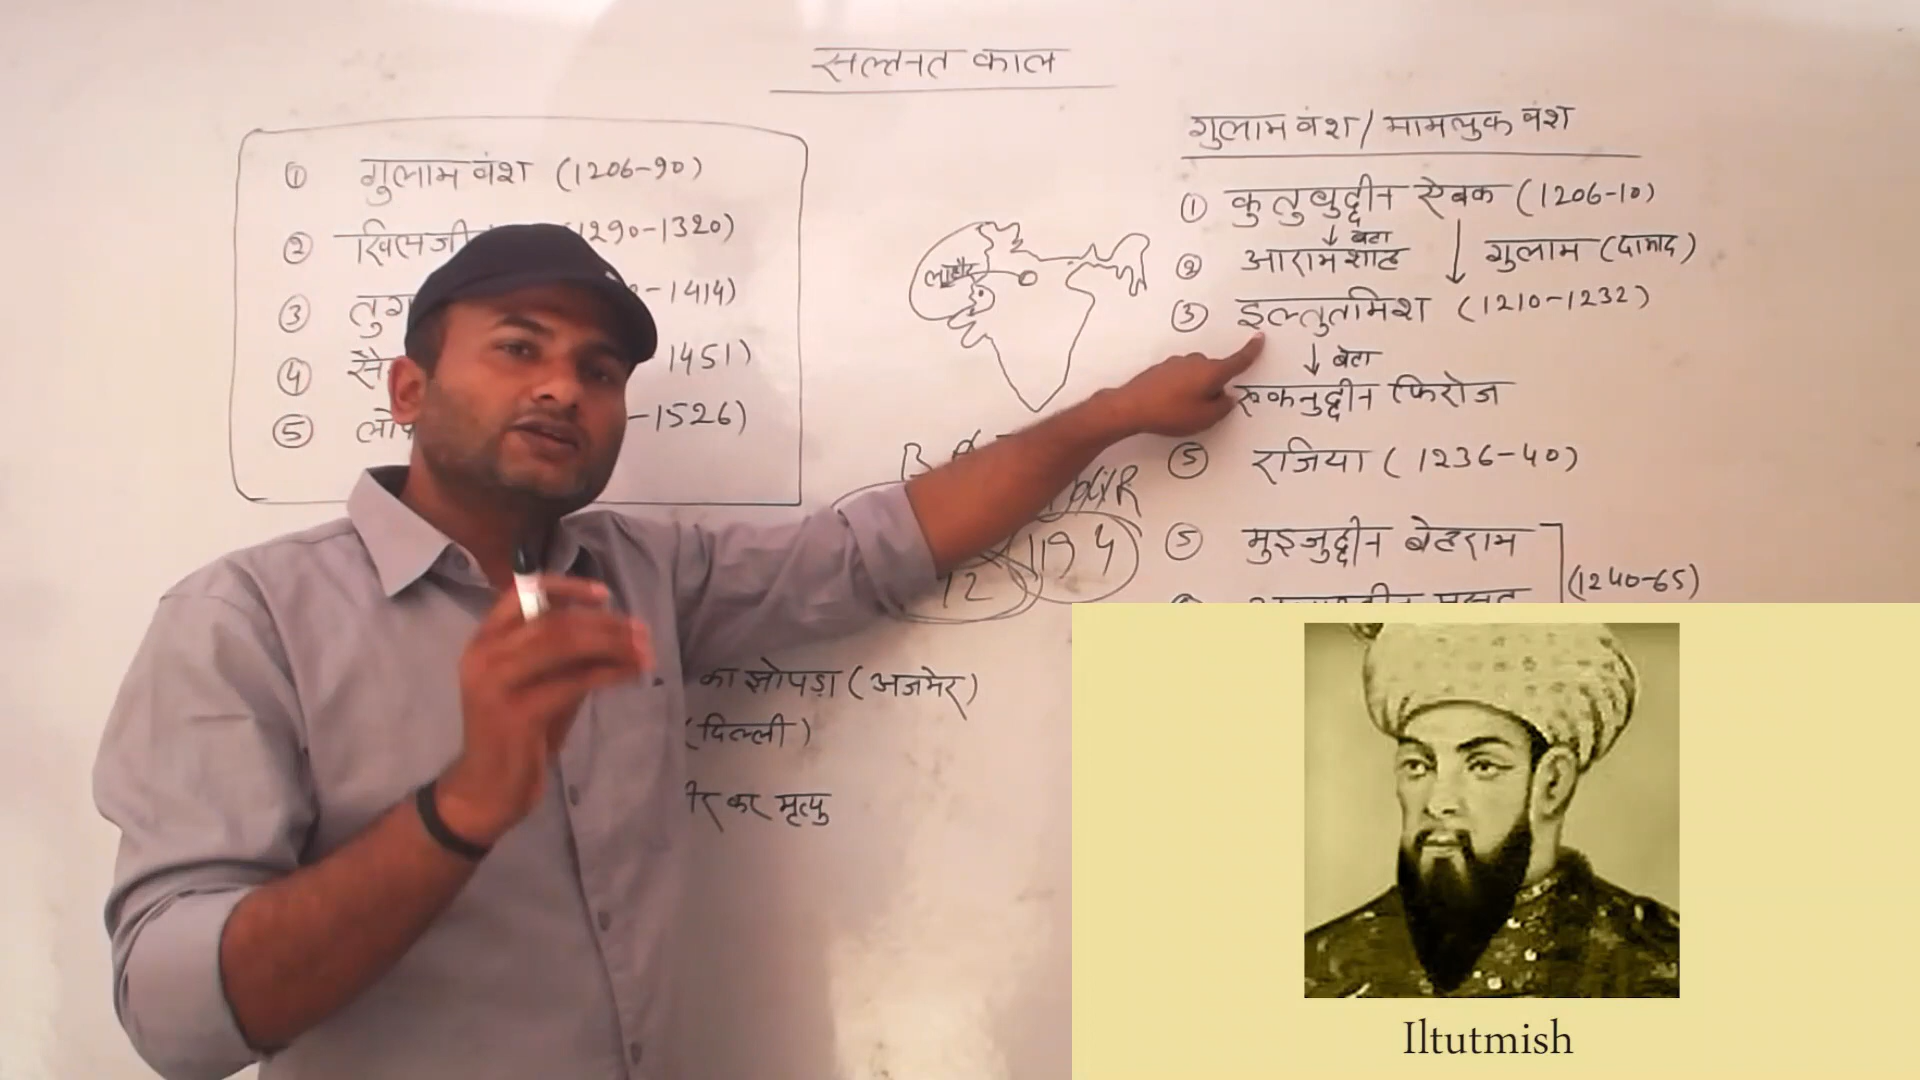 सल्तनत काल
① गुलाम वंश (1206-90)
② खिलजी 1290-1320)
③ तुग -1414)
④ सै 1451)
⑤ लो -1526)
लाहौर
गुलाम वंश / मामलुक वंश
① कुतुबुद्दीन ऐबक (1206-10)
↓ बेटा
② आरामशाह ↓ गुलाम (दामाद)
③ इल्तुतमिश (1210-1232)
↓ बेटा
रुकनुद्दीन फिरोज
⑤ रजिया (1236-40)
⑤ मुइजुद्दीन बेहराम
(1240-65)
12 1194
का झोपड़ा (अजमेर)
(दिल्ली)
कर मृत्यु
Iltutmish